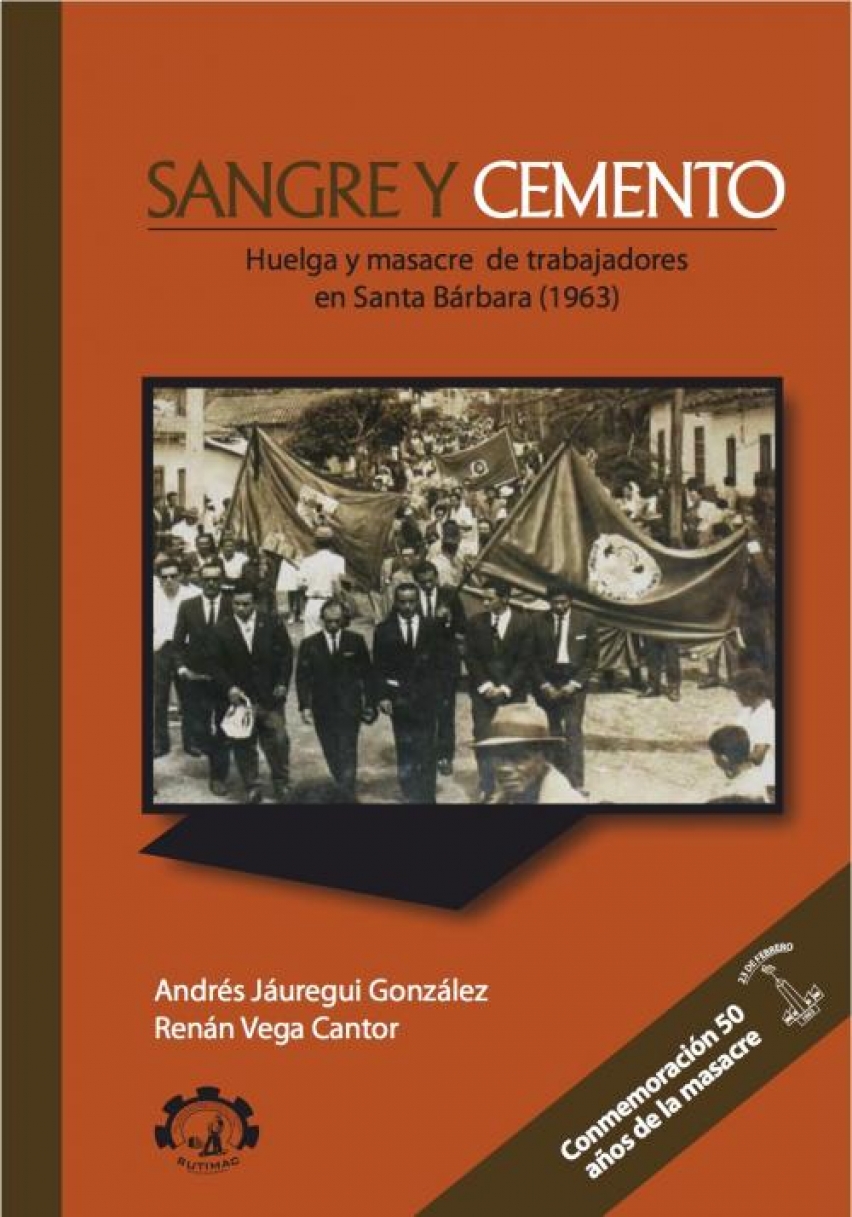 SANGRE Y CEMENTO
Huelga y masacre de trabajadores
en Santa Bárbara (1963)
Andrés Jáuregui González
Renán Vega Cantor
23 DE FEBRERO
Conmemoración 50
años de la masacre
SUTIMAC